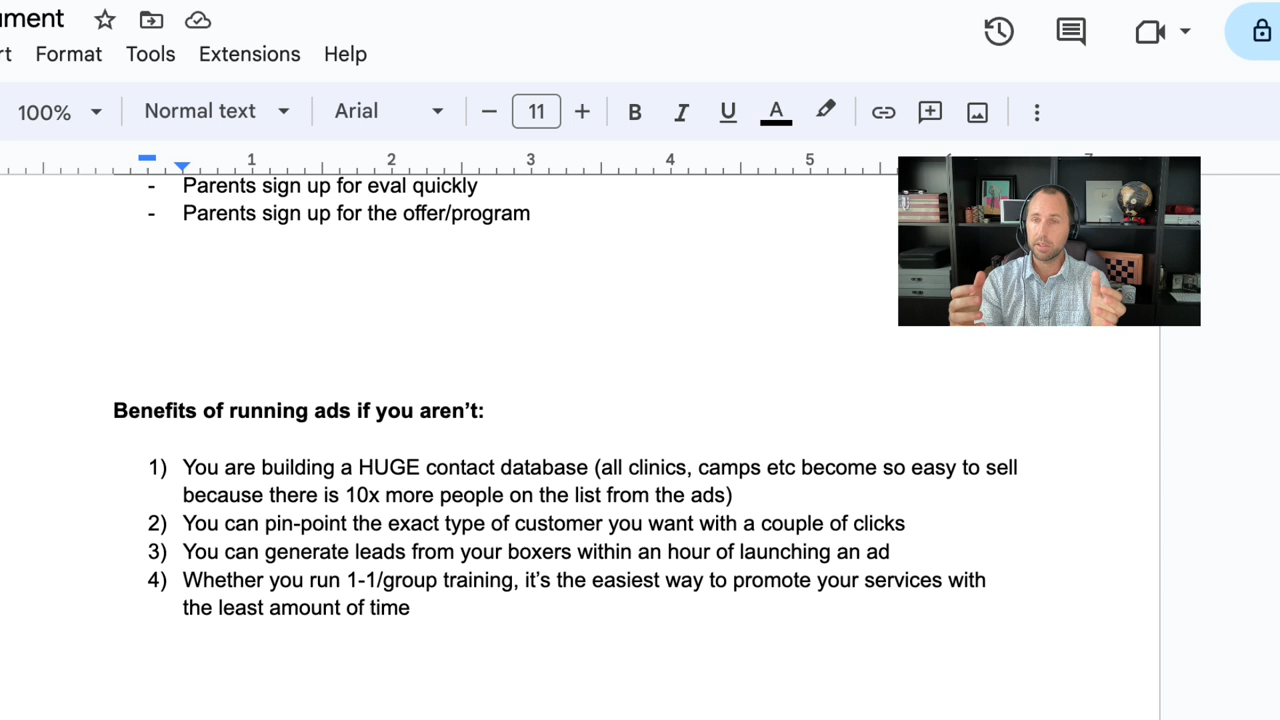 ument
rt Format Tools Extensions Help
100% Normal text Arial 11 B I U A
1 2 3 4 5
- Parents sign up for eval quickly
- Parents sign up for the offer/program
Benefits of running ads if you aren’t:
1) You are building a HUGE contact database (all clinics, camps etc become so easy to sell
because there is 10x more people on the list from the ads)
2) You can pin-point the exact type of customer you want with a couple of clicks
3) You can generate leads from your boxers within an hour of launching an ad
4) Whether you run 1-1/group training, it’s the easiest way to promote your services with
the least amount of time